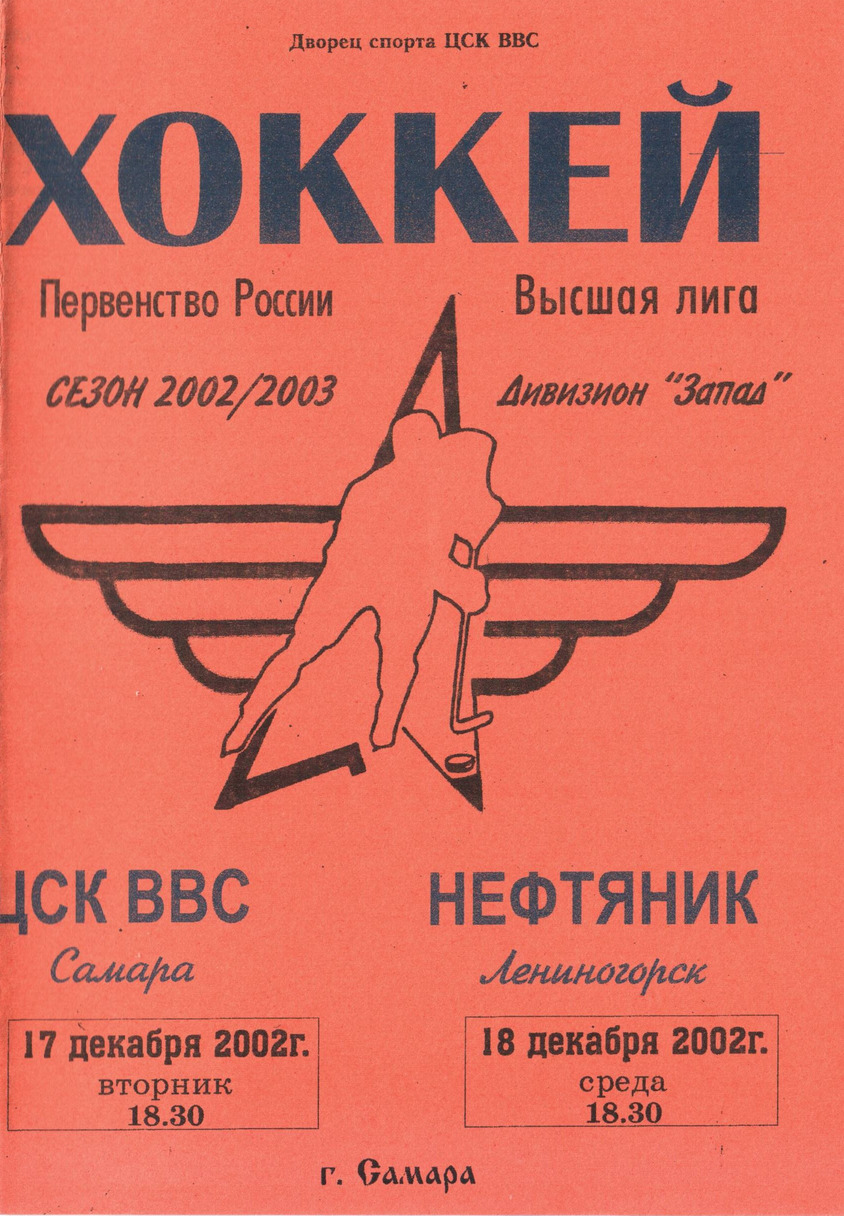 Дворец спорта ЦСК ВВС
ХОККЕЙ
Первенство России
Высшая лига
СЕЗОН 2002/2003
Дивизион "Запад"
ЦСК ВВС
НЕФТЯНИК
Самара
Лениногорск
17 декабря 2002г.
вторник
18.30
18 декабря 2002г.
среда
18.30
г. Самара